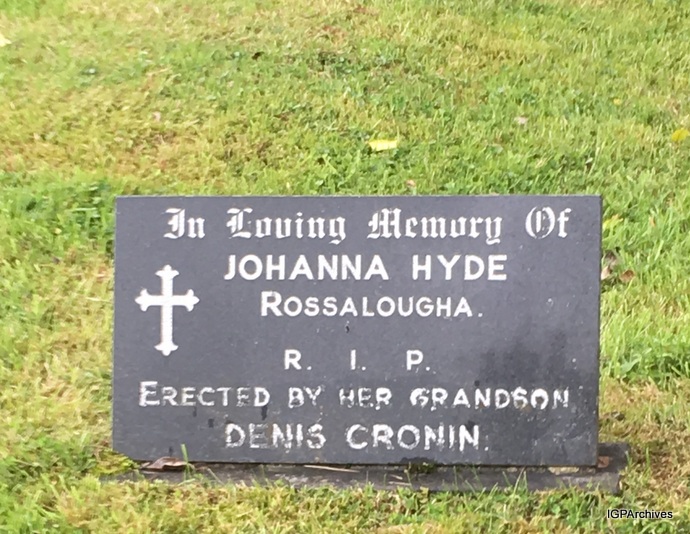 In Loving Memory Of
JOHANNA HYDE
ROSSALOUGHA.
R. I. P.
ERECTED BY HER GRANDSON
DENIS CRONIN.
IGPArchives